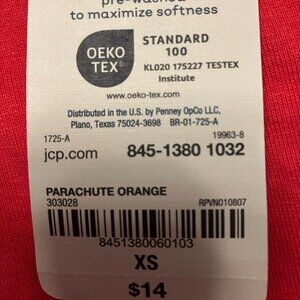 pre-washed
to maximize softness
OEKO
TEX®
STANDARD
100
KL020 175227 TESTEX
Institute
www.oeko-tex.com
Distributed in the U.S. by Penney OpCo LLC,
Plano, Texas 75024-3698 BR-01-725-A
1725-A 19963-8
jcp.com 845-1380 1032
PARACHUTE ORANGE
303028 RPVN010807
8451380060103
XS
$14